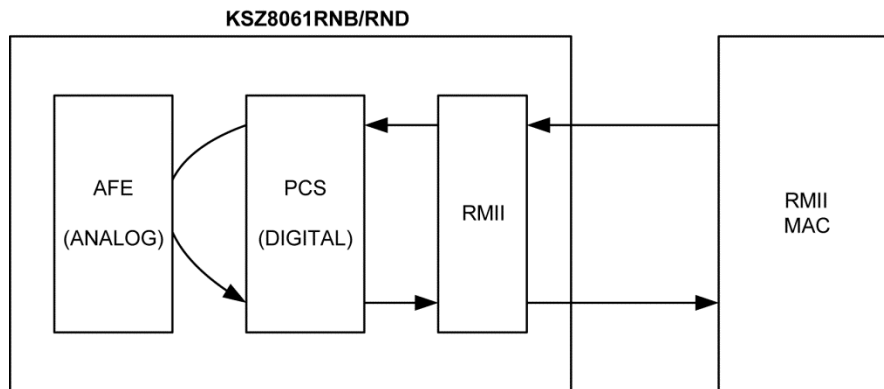 KSZ8061RNB/RND
AFE
(ANALOG)
PCS
(DIGITAL)
RMII
RMII
MAC